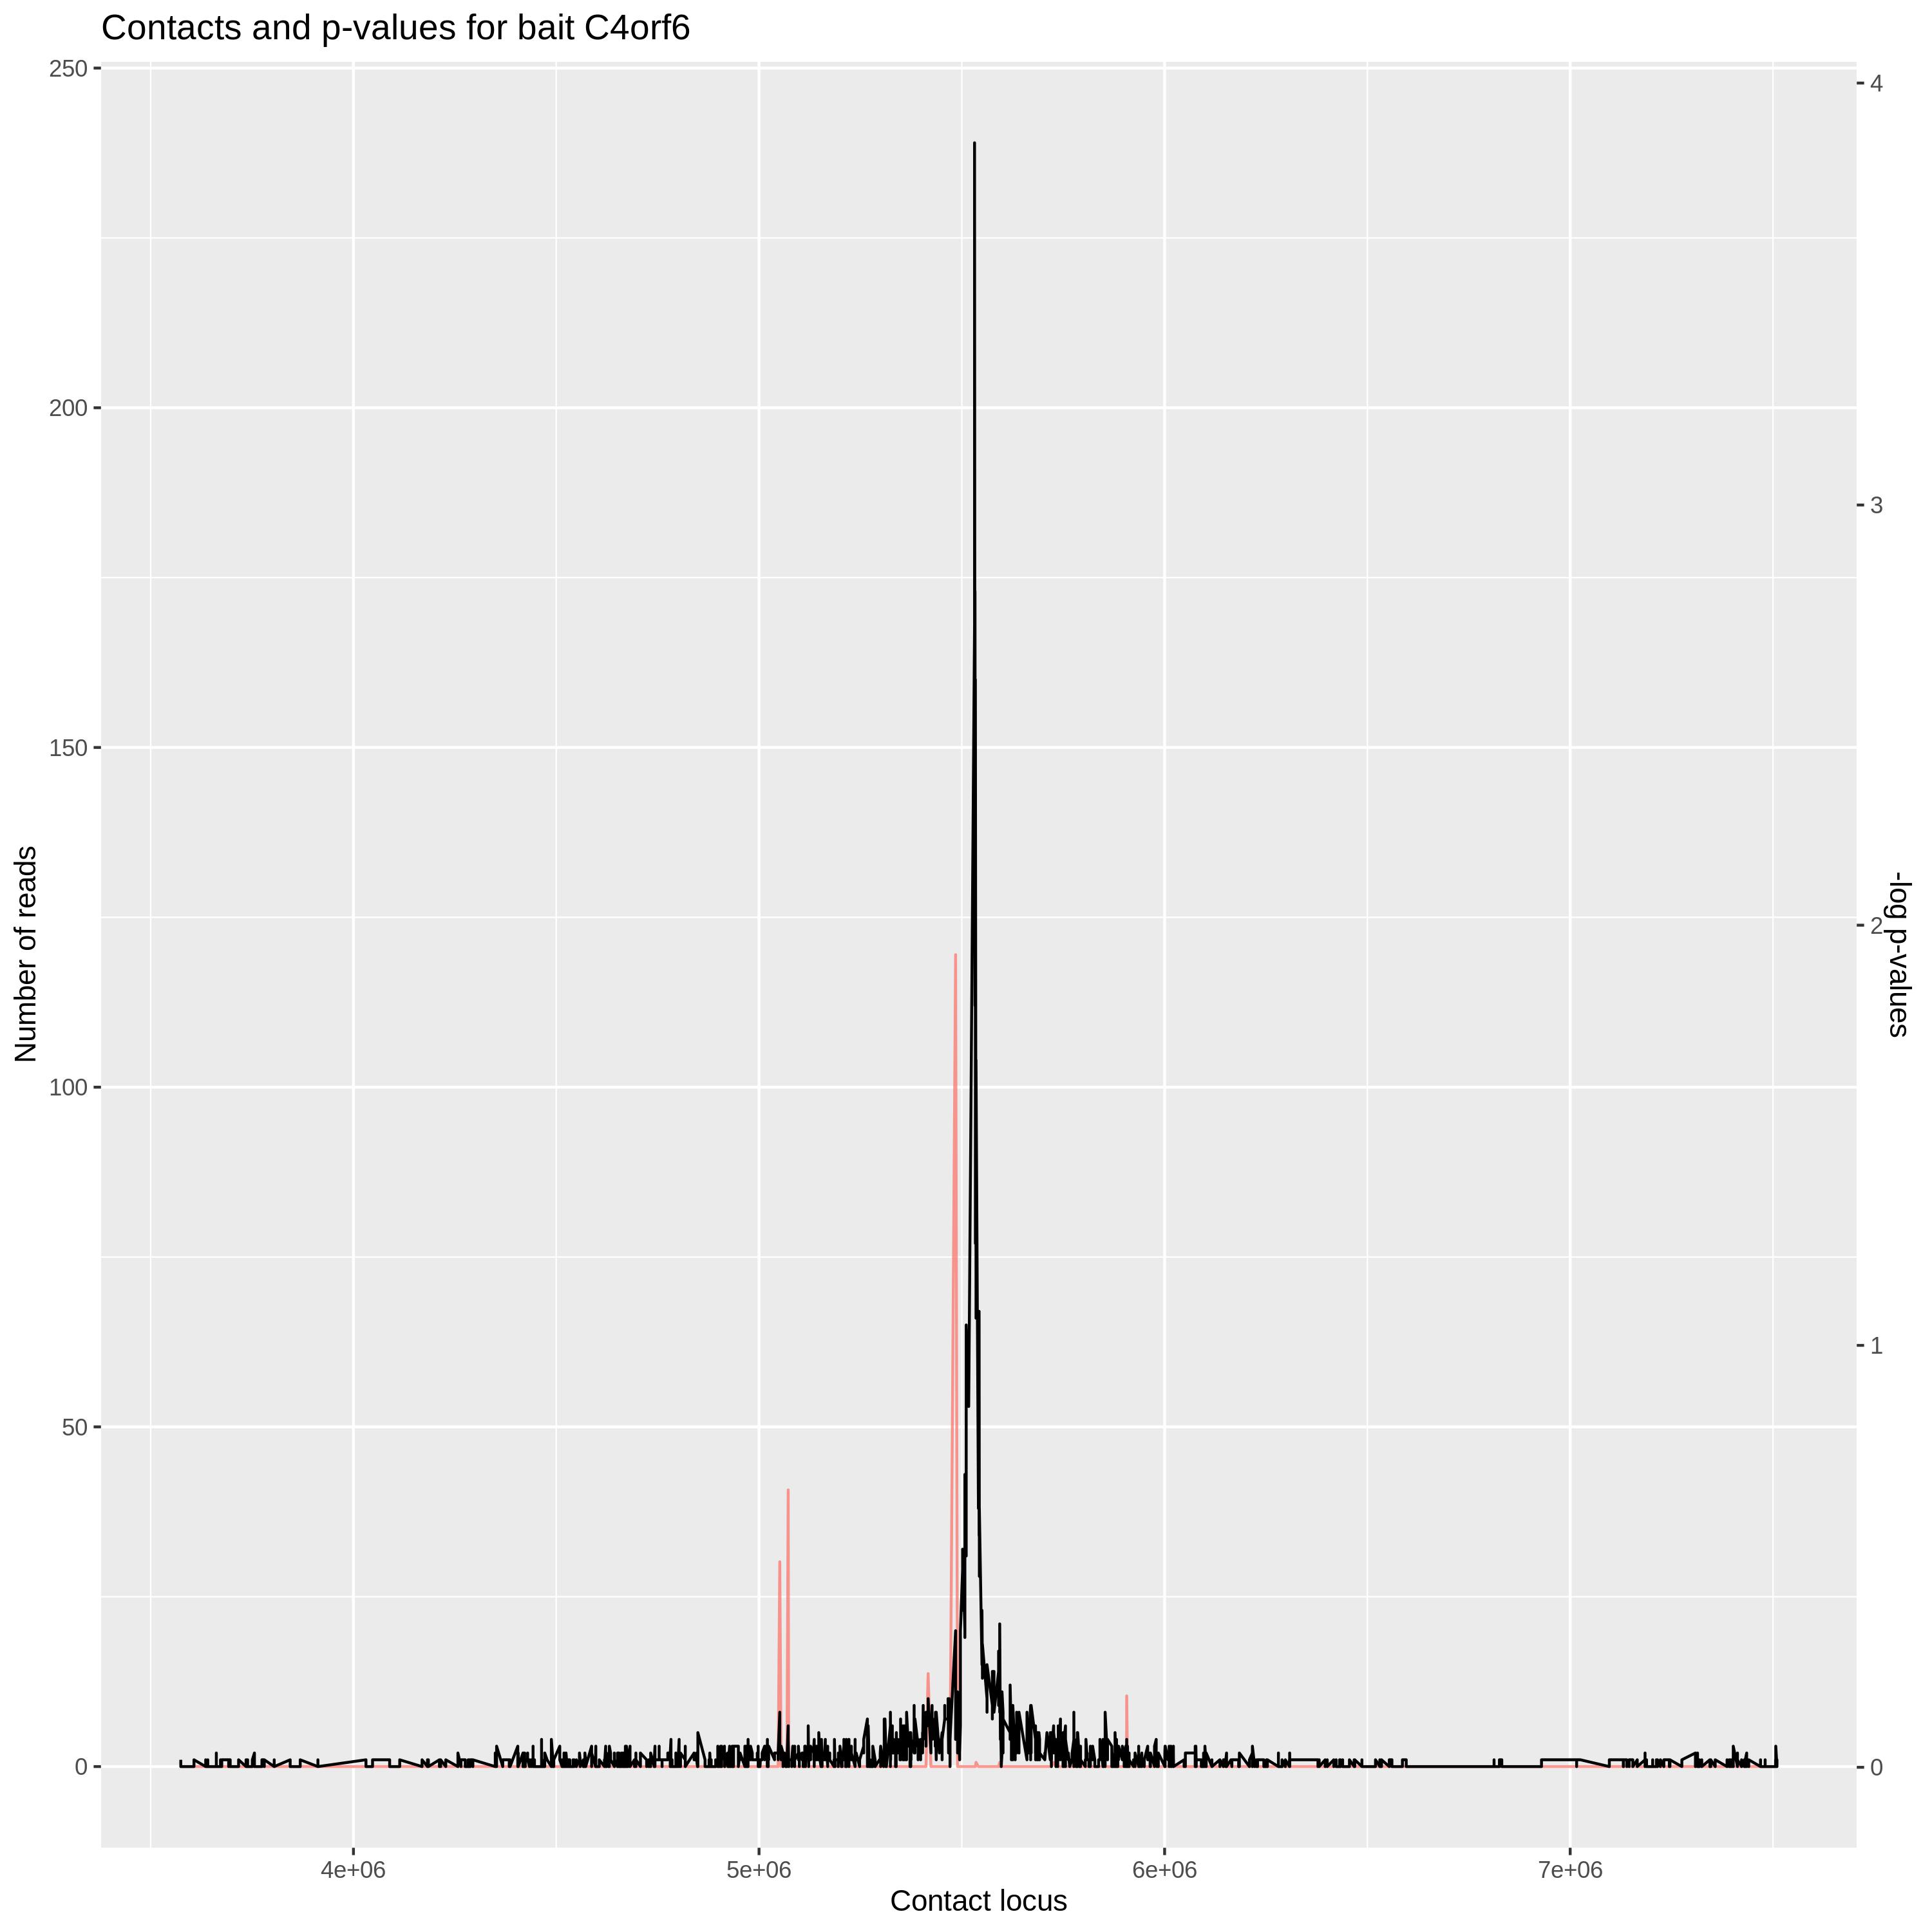 Contacts and p-values for bait C4orf6
250
200
150
100
50
0
Number of reads
4
3
2
1
0
-log p-values
4e+06
5e+06
6e+06
7e+06
Contact locus